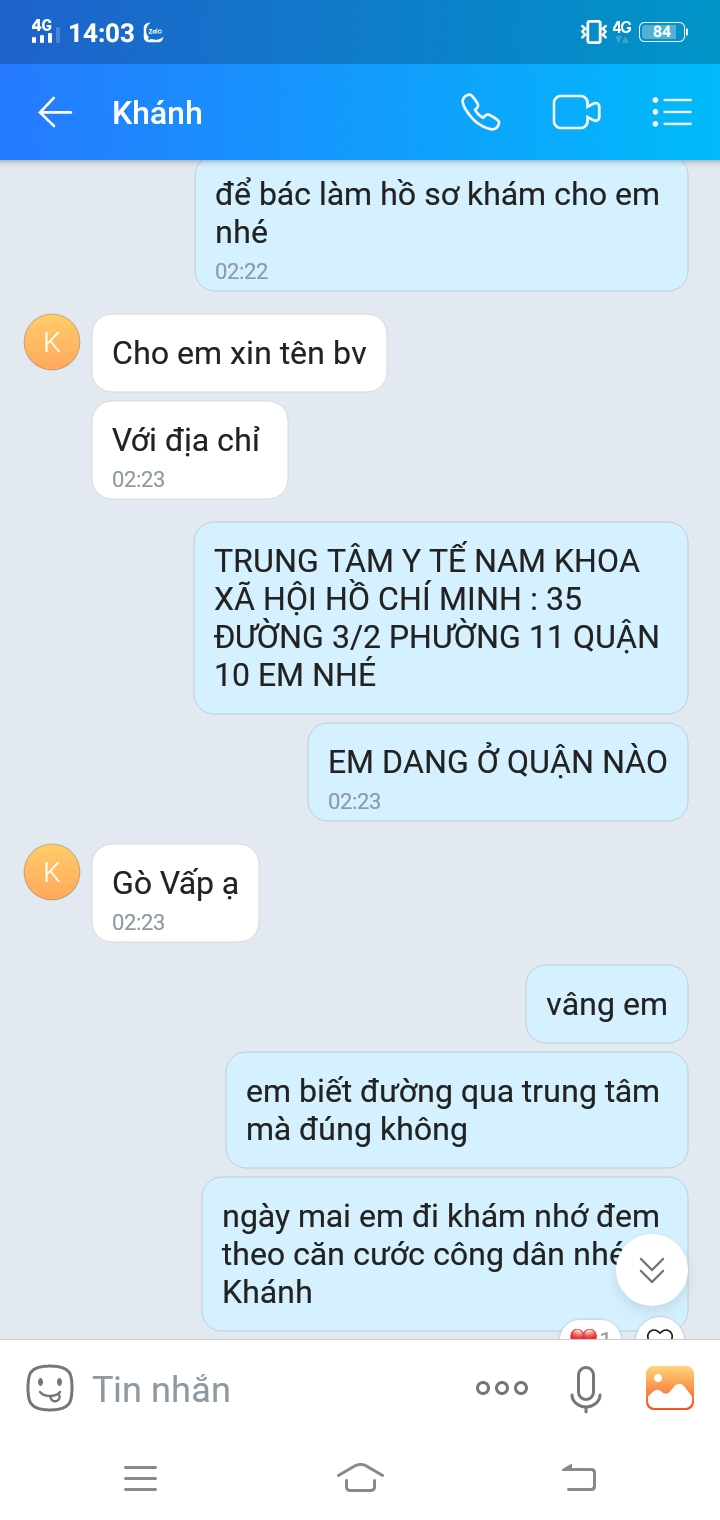 4G 14:03 Zalo 4G 84
Khánh
để bác làm hồ sơ khám cho em
nhé
02:22
K
Cho em xin tên bv
Với địa chỉ
02:23
TRUNG TÂM Y TẾ NAM KHOA
XÃ HỘI HỒ CHÍ MINH : 35
ĐƯỜNG 3/2 PHƯỜNG 11 QUẬN
10 EM NHÉ
EM DANG Ở QUẬN NÀO
02:23
K
Gò Vấp ạ
02:23
vâng em
em biết đường qua trung tâm
mà đúng không
ngày mai em đi khám nhớ đem
theo căn cước công dân nhé
Khánh
1
Tin nhắn